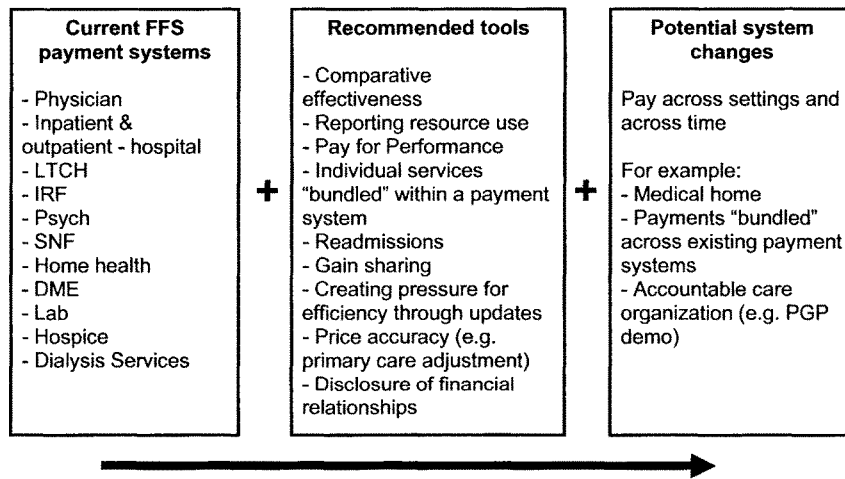 Current FFS
payment systems
- Physician
- Inpatient &
outpatient - hospital
- LTCH
- IRF
- Psych
- SNF
- Home health
- DME
- Lab
- Hospice
- Dialysis Services
+
Recommended tools
- Comparative
effectiveness
- Reporting resource use
- Pay for Performance
- Individual services
"bundled" within a payment
system
- Readmissions
- Gain sharing
- Creating pressure for
efficiency through updates
- Price accuracy (e.g.
primary care adjustment)
- Disclosure of financial
relationships
+
Potential system
changes
Pay across settings and
across time
For example:
- Medical home
- Payments "bundled"
across existing payment
systems
- Accountable care
organization (e.g. PGP
demo)